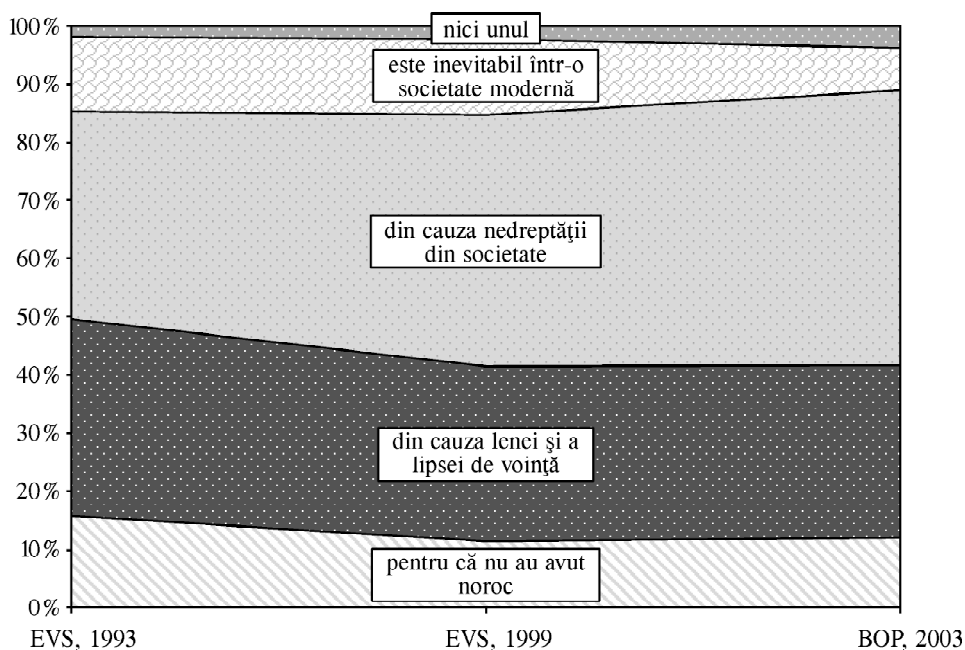 100%
90%
80%
70%
60%
50%
40%
30%
20%
10%
0%
nici unul
este inevitabil într-o
societate modernă
din cauza nedreptăţii
din societate
din cauza lenei şi a
lipsei de voinţă
pentru că nu au avut
noroc
EVS, 1993
EVS, 1999
BOP, 2003